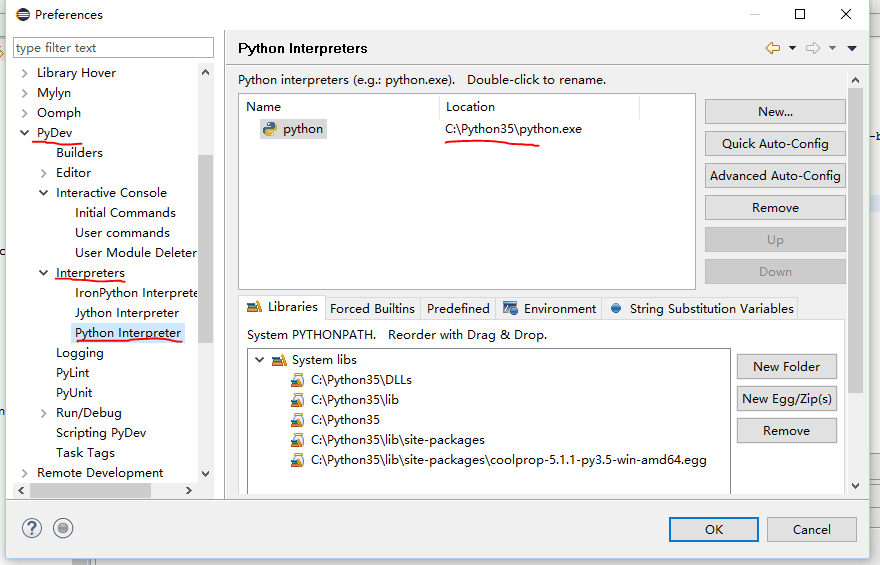 Preferences
type filter text
Library Hover
Mylyn
Oomph
PyDev
Builders
Editor
Interactive Console
Initial Commands
User commands
User Module Deleter
Interpreters
IronPython Interprete
Jython Interpreter
Python Interpreter
Logging
PyLint
PyUnit
Run/Debug
Scripting PyDev
Task Tags
Remote Development
Python Interpreters
Python interpreters (e.g.: python.exe).   Double-click to rename.
Name Location
python C:\Python35\python.exe
New...
Quick Auto-Config
Advanced Auto-Config
Remove
Up
Down
Libraries Forced Builtins Predefined Environment String Substitution Variables
System PYTHONPATH.   Reorder with Drag & Drop.
System libs
C:\Python35\DLLs
C:\Python35\lib
C:\Python35
C:\Python35\lib\site-packages
C:\Python35\lib\site-packages\coolprop-5.1.1-py3.5-win-amd64.egg
New Folder
New Egg/Zip(s)
Remove
?
OK Cancel